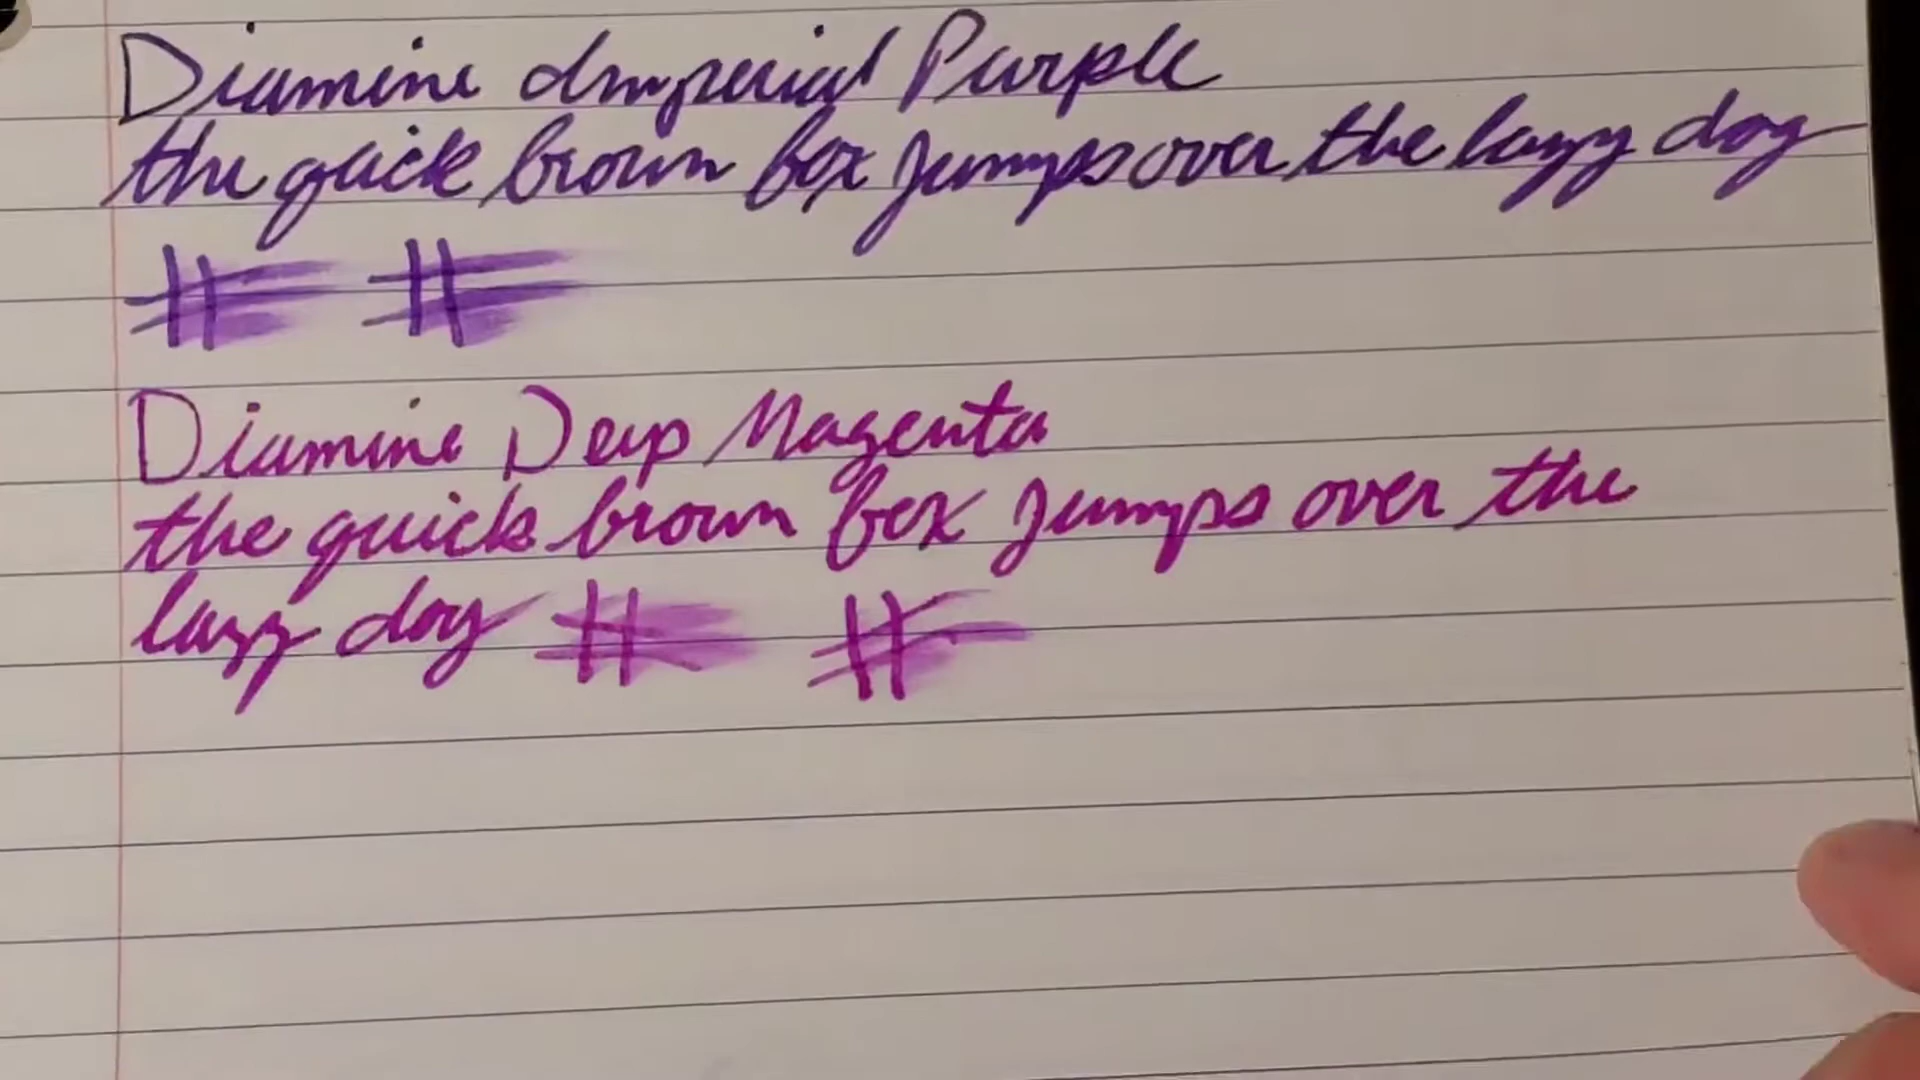 Diamine Imperial Purple
the quick brown fox jumps over the lazy dog
Diamine Deep Magenta
the quick brown fox jumps over the
lazy dog